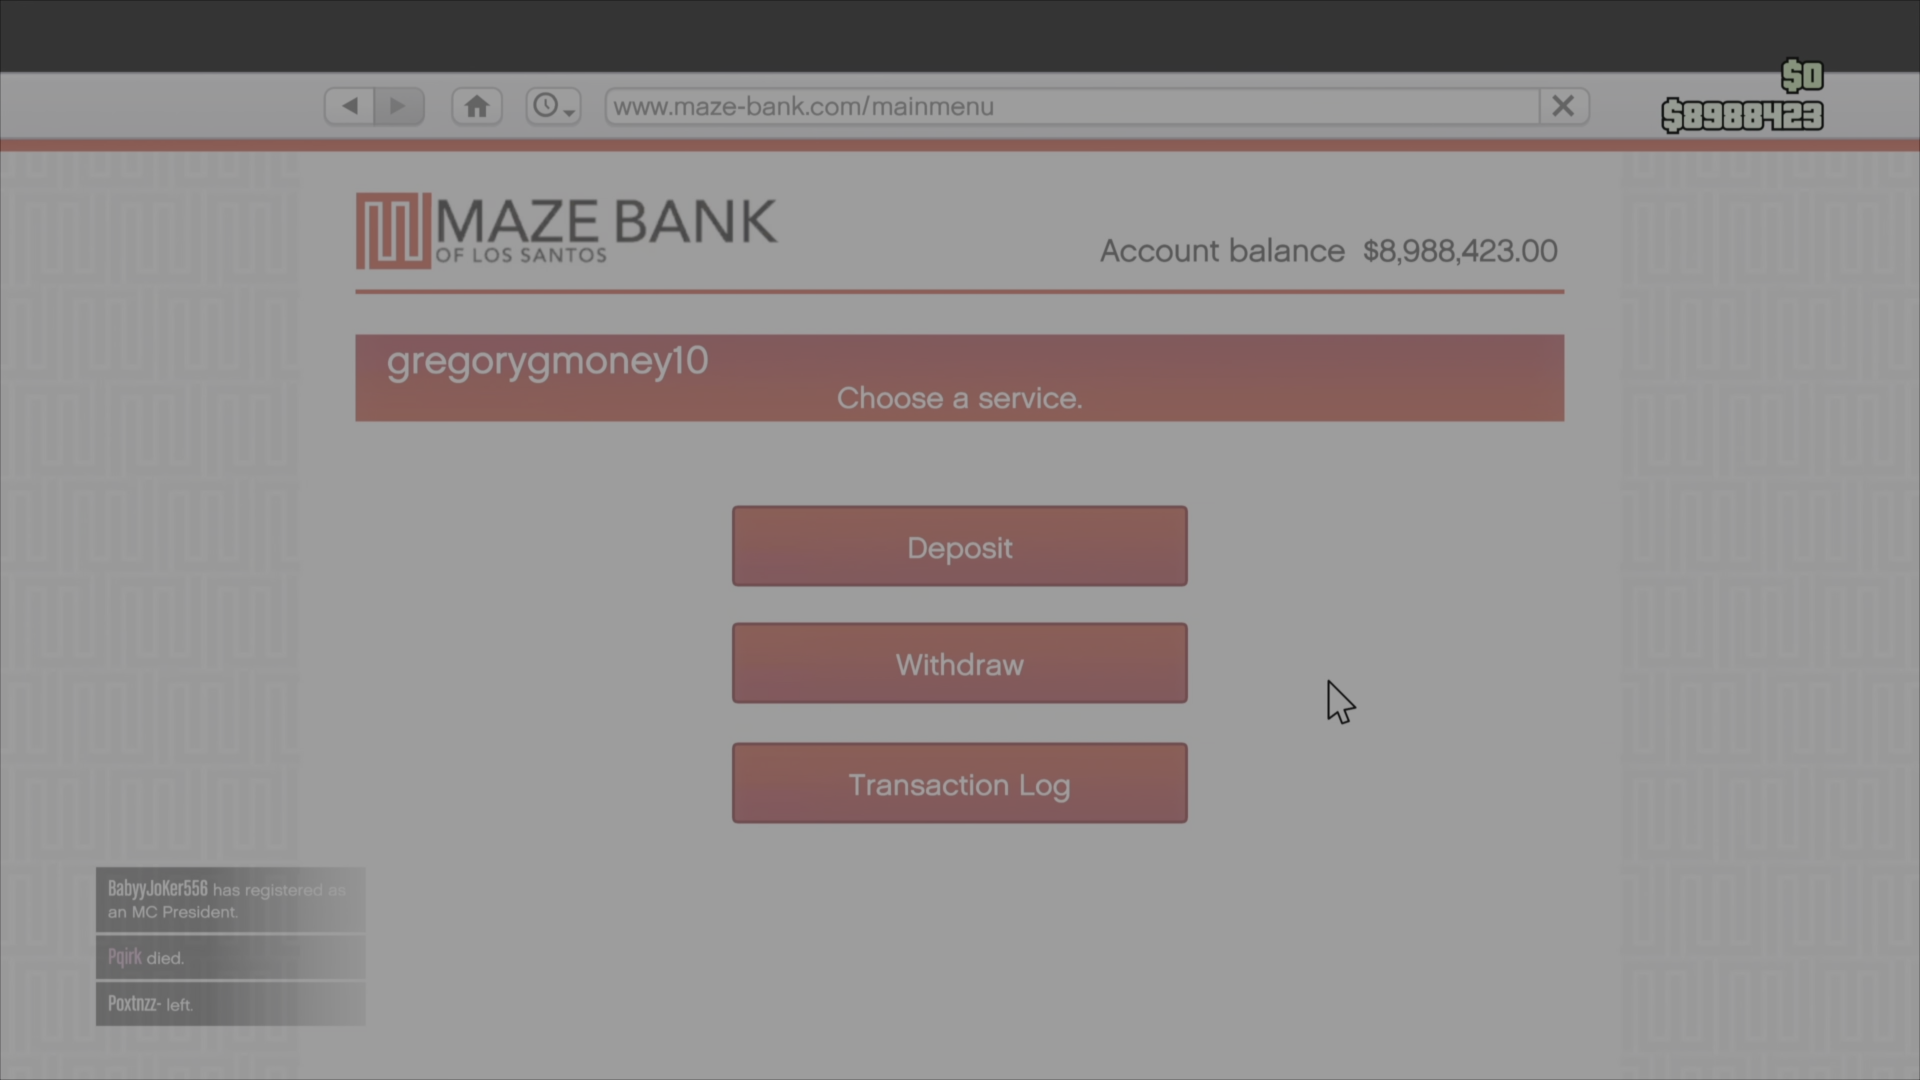 $0
www.maze-bank.com/mainmenu
$8988423
MAZE BANK
OF LOS SANTOS
Account balance $8,988,423.00
gregorygmoney10
Choose a service.
Deposit
Withdraw
Transaction Log
BabyyJoKer556 has registered as
an MC President.
Pqirk died.
Poxtnzz- left.